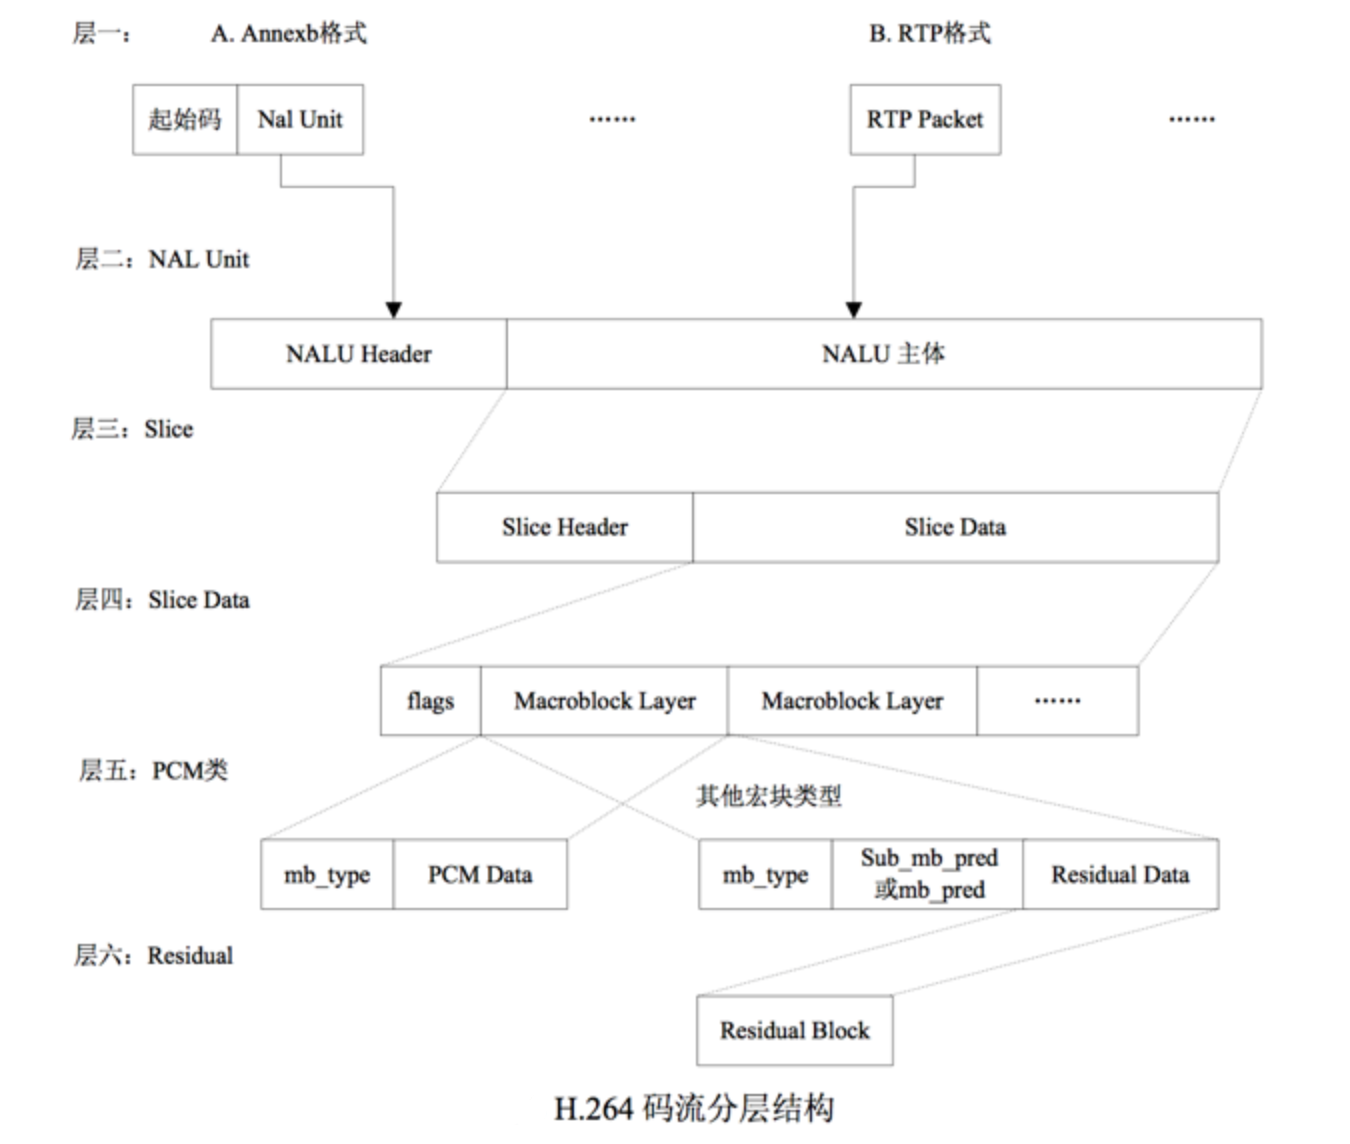 层一：
A. Annexb格式
B. RTP格式
起始码
Nal Unit
······
RTP Packet
······
层二：NAL Unit
NALU Header
NALU 主体
层三：Slice
Slice Header
Slice Data
层四：Slice Data
flags
Macroblock Layer
Macroblock Layer
······
层五：PCM类
其他宏块类型
mb_type
PCM Data
mb_type
Sub_mb_pred
或mb_pred
Residual Data
层六：Residual
Residual Block
H.264 码流分层结构